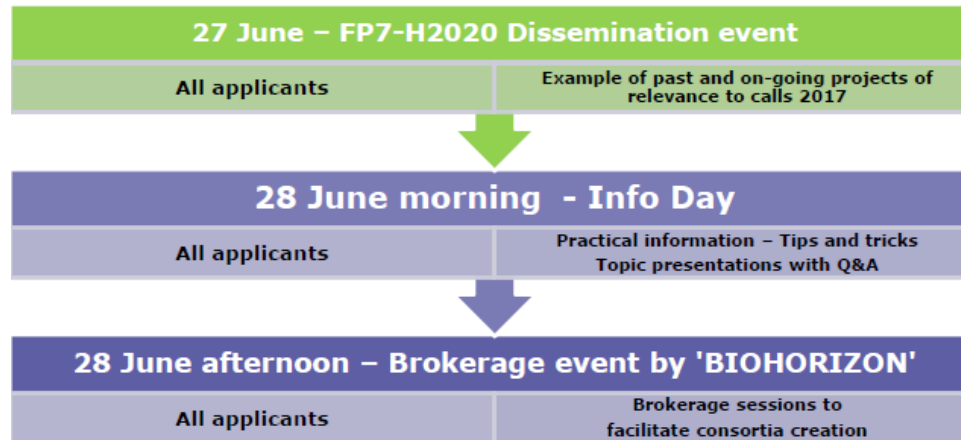 27 June – FP7-H2020 Dissemination event
All applicants
Example of past and on-going projects of
relevance to calls 2017
28 June morning - Info Day
All applicants
Practical information – Tips and tricks
Topic presentations with Q&A
28 June afternoon – Brokerage event by 'BIOHORIZON'
All applicants
Brokerage sessions to
facilitate consortia creation